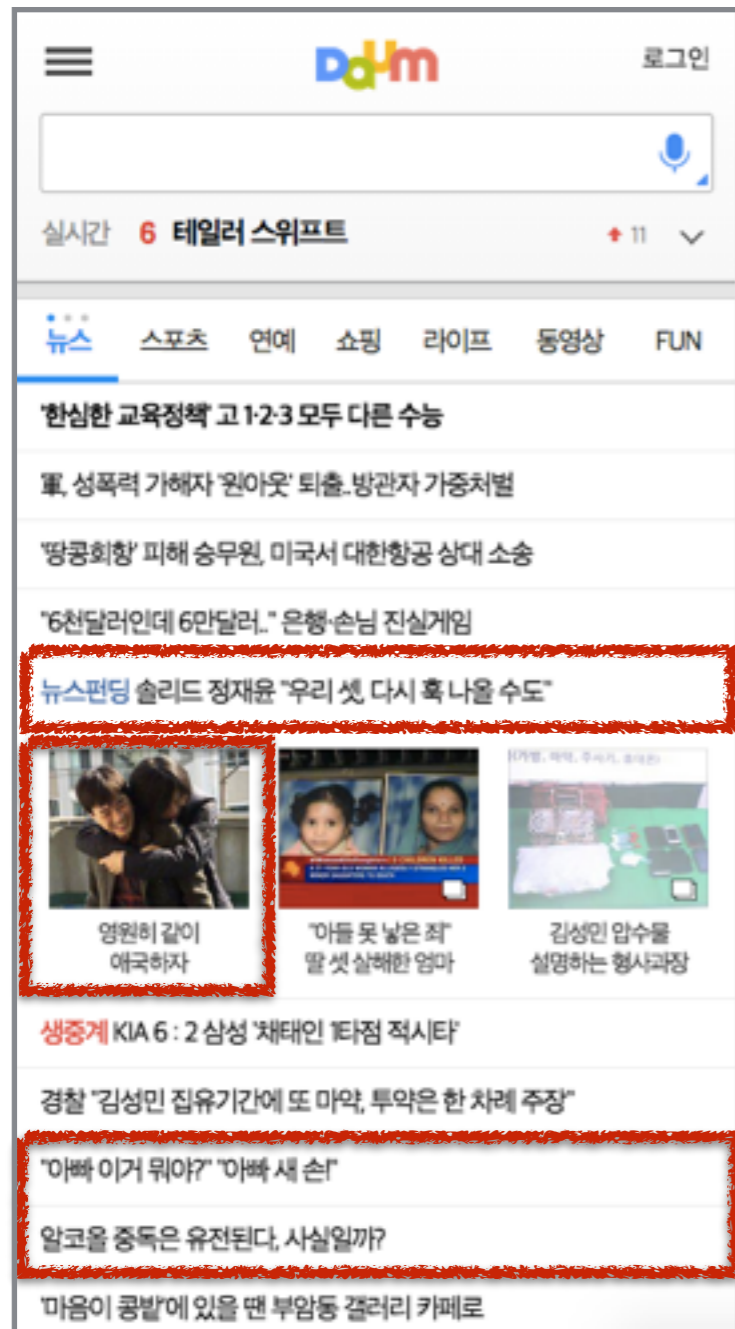 Daum
로그인
실시간 6 테일러 스위프트 11
뉴스 스포츠 연예 쇼핑 라이프 동영상 FUN
'한심한 교육정책' 고 1·2·3 모두 다른 수능
軍, 성폭력 가해자 '원아웃' 퇴출..방관자 가중처벌
'땅콩회항' 피해 승무원, 미국서 대한항공 상대 소송
"6천달러인데 6만달러.." 은행·손님 진실게임
뉴스펀딩 솔리드 정재윤 "우리 셋, 다시 훅 나올 수도"
영원히 같이
애국하자
"아들 못 낳은 죄"
딸 셋 살해한 엄마
김성민 압수물
설명하는 형사과장
생중계 KIA 6 : 2 삼성 '채태인 1타점 적시타'
경찰 "김성민 집유기간에 또 마약, 투약은 한 차례 주장"
"아빠 이거 뭐야?" "아빠 새 손!"
알코올 중독은 유전된다, 사실일까?
'마음이 콩밭'에 있을 땐 부암동 갤러리 카페로